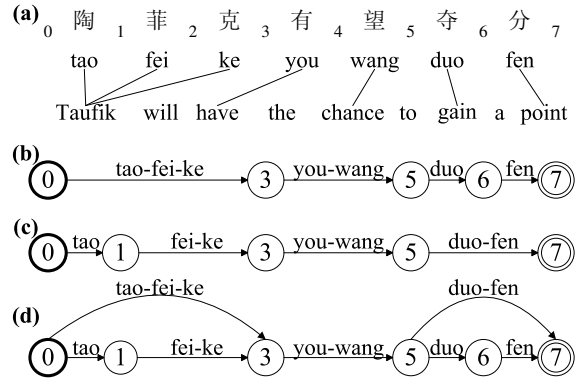 (a) 0 陶 1 菲 2 克 3 有 4 望 5 夺 6 分 7
tao fei ke you wang duo fen
Taufik will have the chance to gain a point
(b) 0 tao-fei-ke 3 you-wang 5 duo 6 fen 7
(c) 0 tao 1 fei-ke 3 you-wang 5 duo-fen 7
tao-fei-ke duo-fen
(d) 0 tao 1 fei-ke 3 you-wang 5 duo 6 fen 7